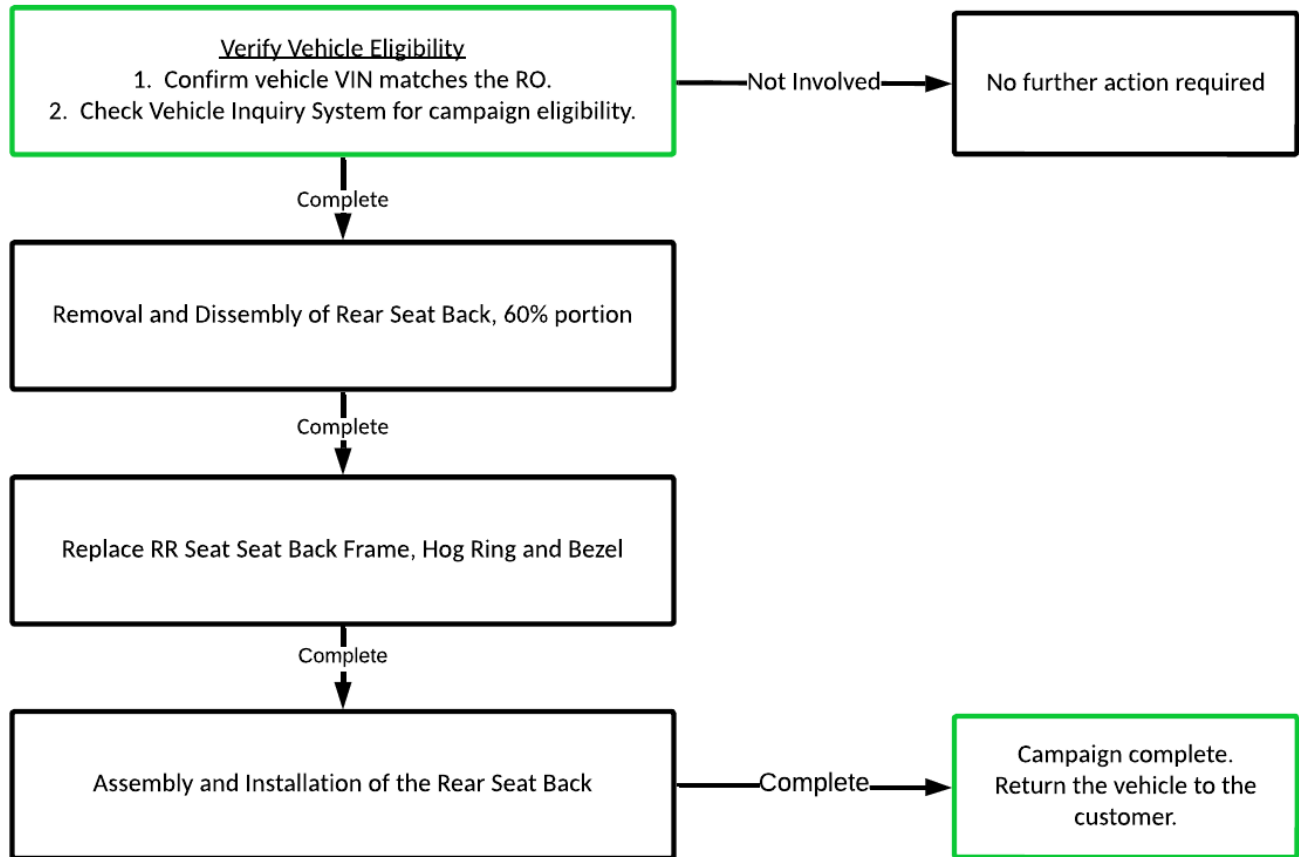 Verify Vehicle Eligibility
1. Confirm vehicle VIN matches the RO.
2. Check Vehicle Inquiry System for campaign eligibility.
Not Involved
No further action required
Complete
Removal and Dissembly of Rear Seat Back, 60% portion
Complete
Replace RR Seat Seat Back Frame, Hog Ring and Bezel
Complete
Assembly and Installation of the Rear Seat Back
Complete
Campaign complete.
Return the vehicle to the
customer.